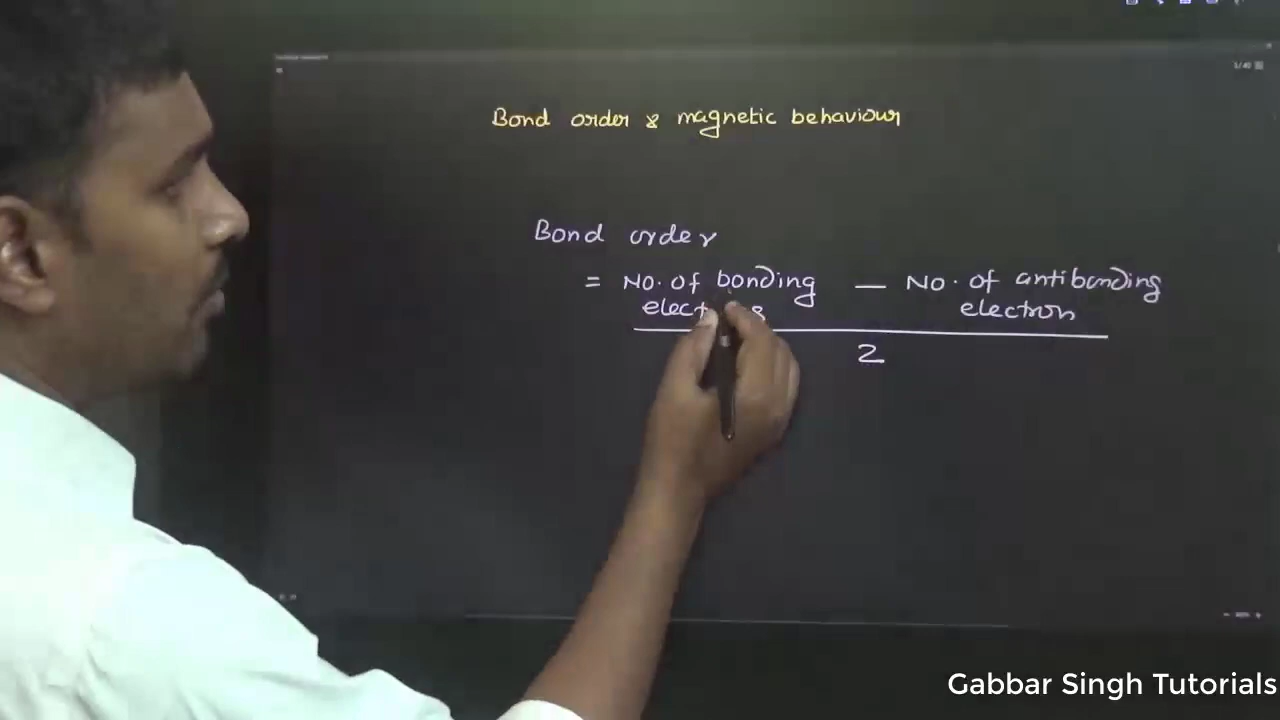 Bond order & magnetic behaviour
Bond order
= No. of bonding — No. of antibonding
electron
2
Gabbar Singh Tutorials